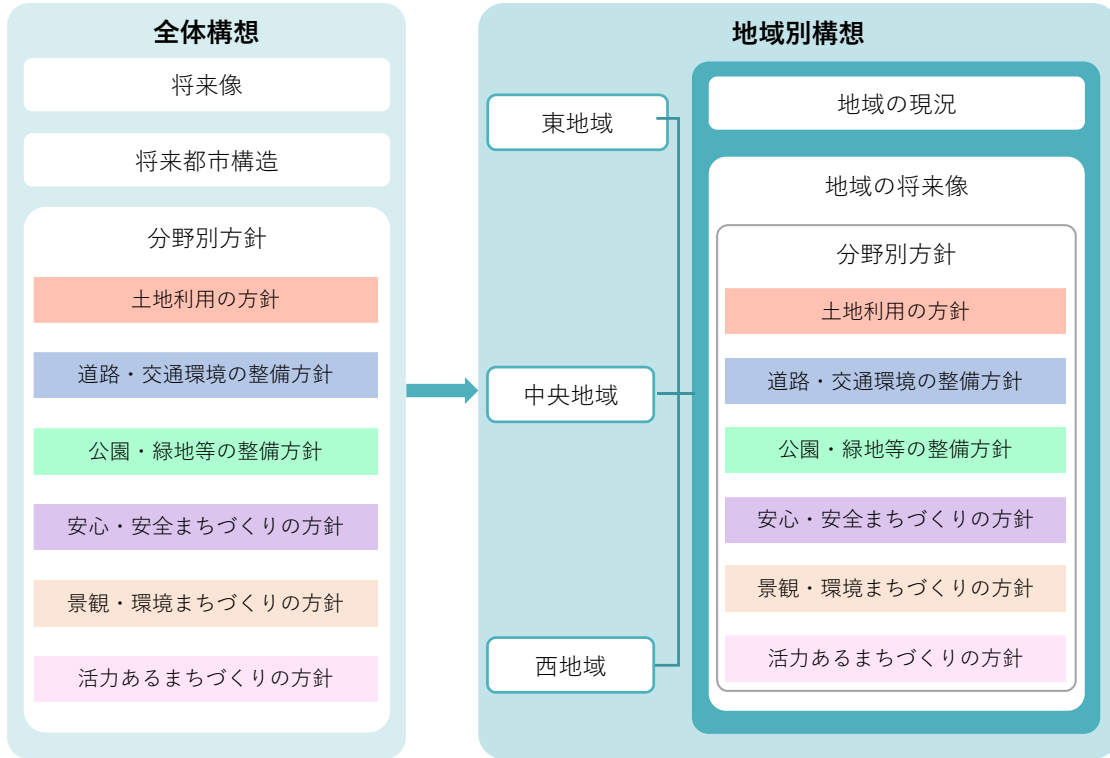 全体構想
将来像
将来都市構造
分野別方針
土地利用の方針
道路・交通環境の整備方針
公園・緑地等の整備方針
安心・安全まちづくりの方針
景観・環境まちづくりの方針
活力あるまちづくりの方針
地域別構想
東地域
中央地域
西地域
地域の現況
地域の将来像
分野別方針
土地利用の方針
道路・交通環境の整備方針
公園・緑地等の整備方針
安心・安全まちづくりの方針
景観・環境まちづくりの方針
活力あるまちづくりの方針